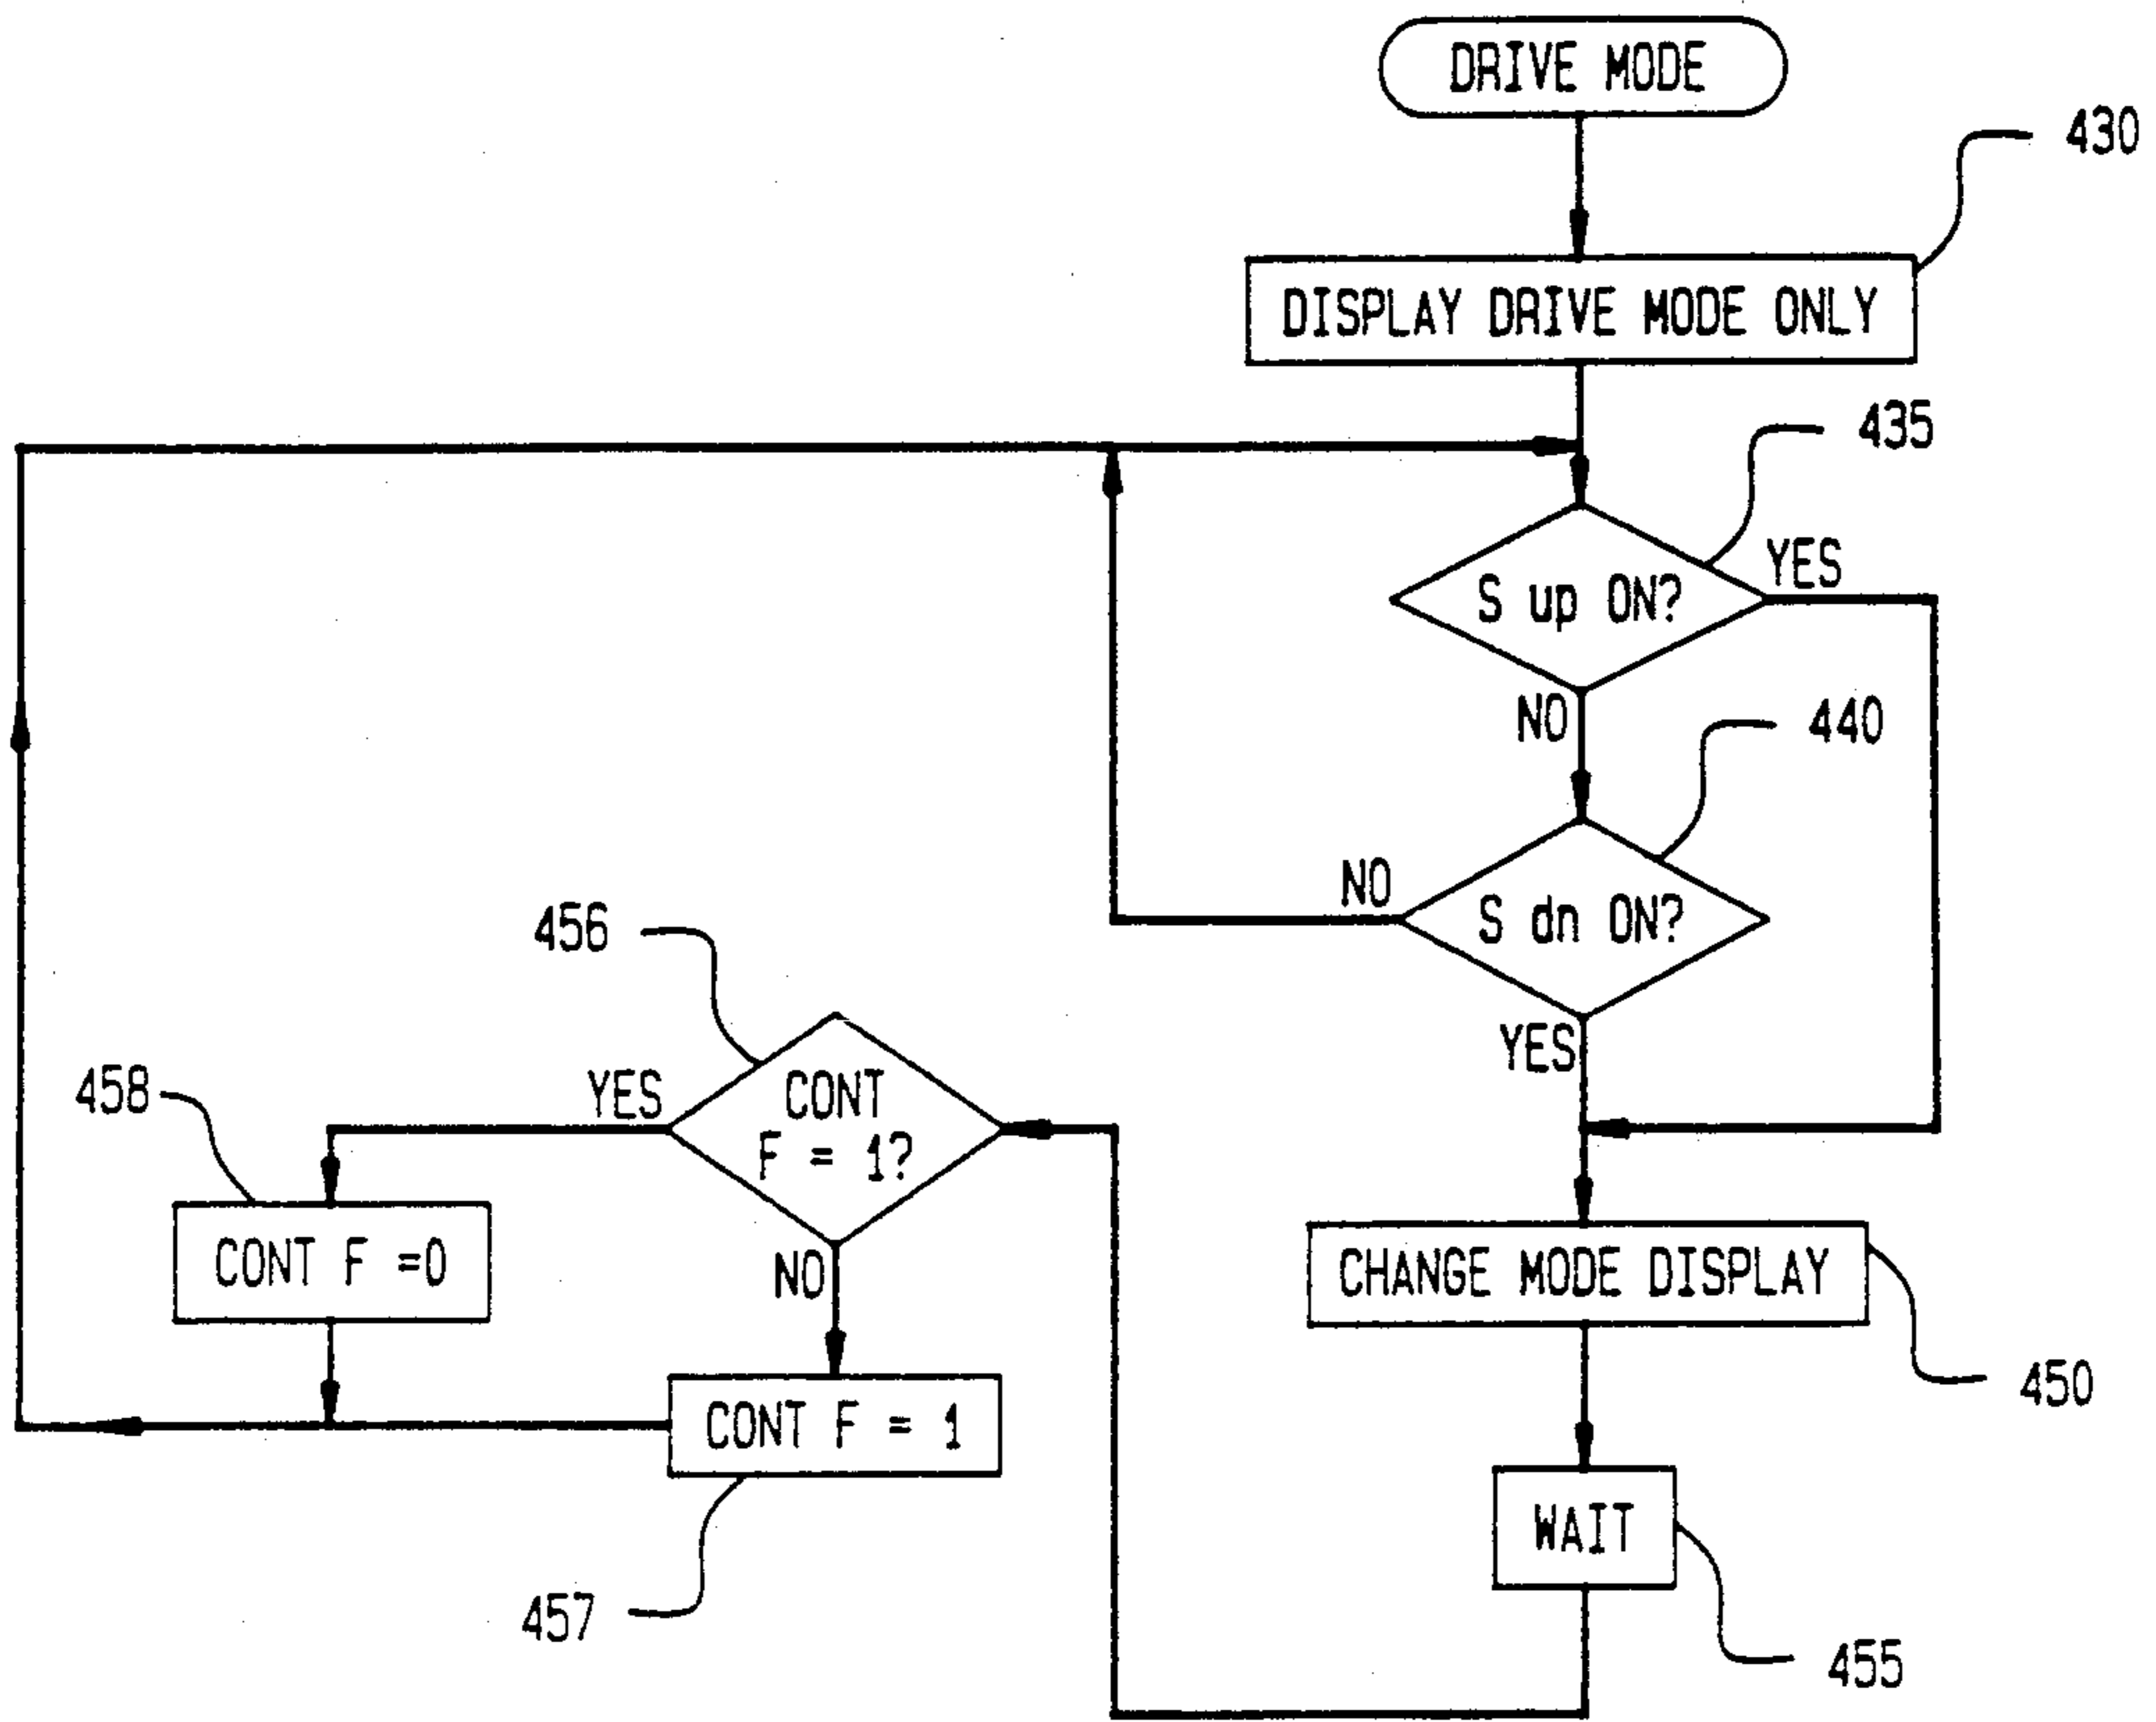 DRIVE MODE
430
DISPLAY DRIVE MODE ONLY
435
S up ON?
YES
NO
440
S dn ON?
NO
YES
456
CONT
F = 1?
YES
NO
458
CONT F =0
CONT F = 1
457
CHANGE MODE DISPLAY
450
WAIT
455